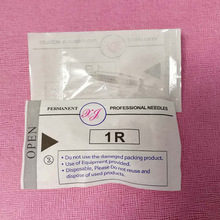 PERMANENT
PROFESSIONAL NEEDLES
OPEN
1R
• Do not use the damaged packing product.
• Use of Equipment provided.
• Disposable, Please Do not reuse and
dispose of used products.